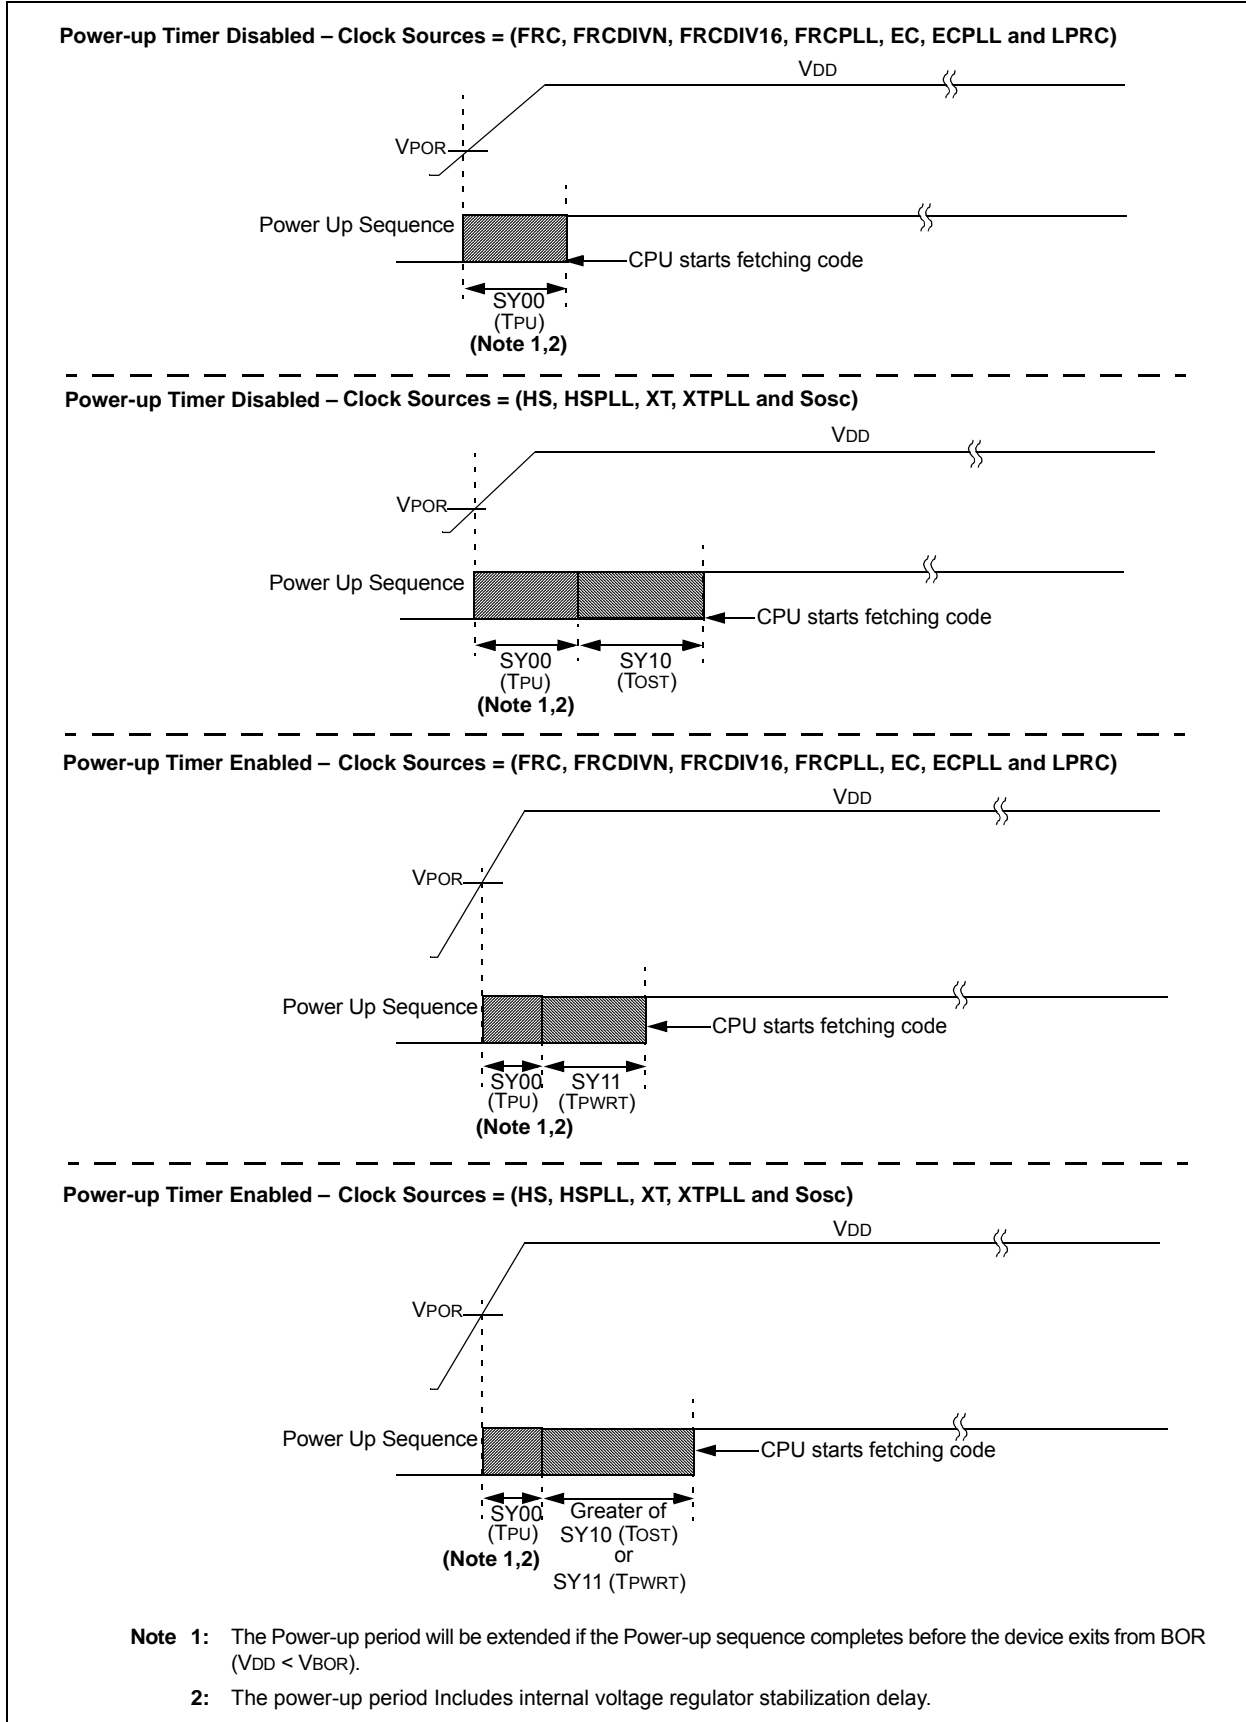 Power-up Timer Disabled – Clock Sources = (FRC, FRCDIVN, FRCDIV16, FRCPLL, EC, ECPLL and LPRC)
VDD
VPOR
Power Up Sequence
CPU starts fetching code
SY00
(TPU)
(Note 1,2)
Power-up Timer Disabled – Clock Sources = (HS, HSPLL, XT, XTPLL and Sosc)
VDD
VPOR
Power Up Sequence
CPU starts fetching code
SY00 SY10
(TPU) (TOST)
(Note 1,2)
Power-up Timer Enabled – Clock Sources = (FRC, FRCDIVN, FRCDIV16, FRCPLL, EC, ECPLL and LPRC)
VDD
VPOR
Power Up Sequence
CPU starts fetching code
SY00 SY11
(TPU) (TPWRT)
(Note 1,2)
Power-up Timer Enabled – Clock Sources = (HS, HSPLL, XT, XTPLL and Sosc)
VDD
VPOR
Power Up Sequence
CPU starts fetching code
SY00 Greater of
(TPU) SY10 (TOST)
(Note 1,2) or
SY11 (TPWRT)
Note 1: The Power-up period will be extended if the Power-up sequence completes before the device exits from BOR
(VDD < VBOR).
2: The power-up period Includes internal voltage regulator stabilization delay.